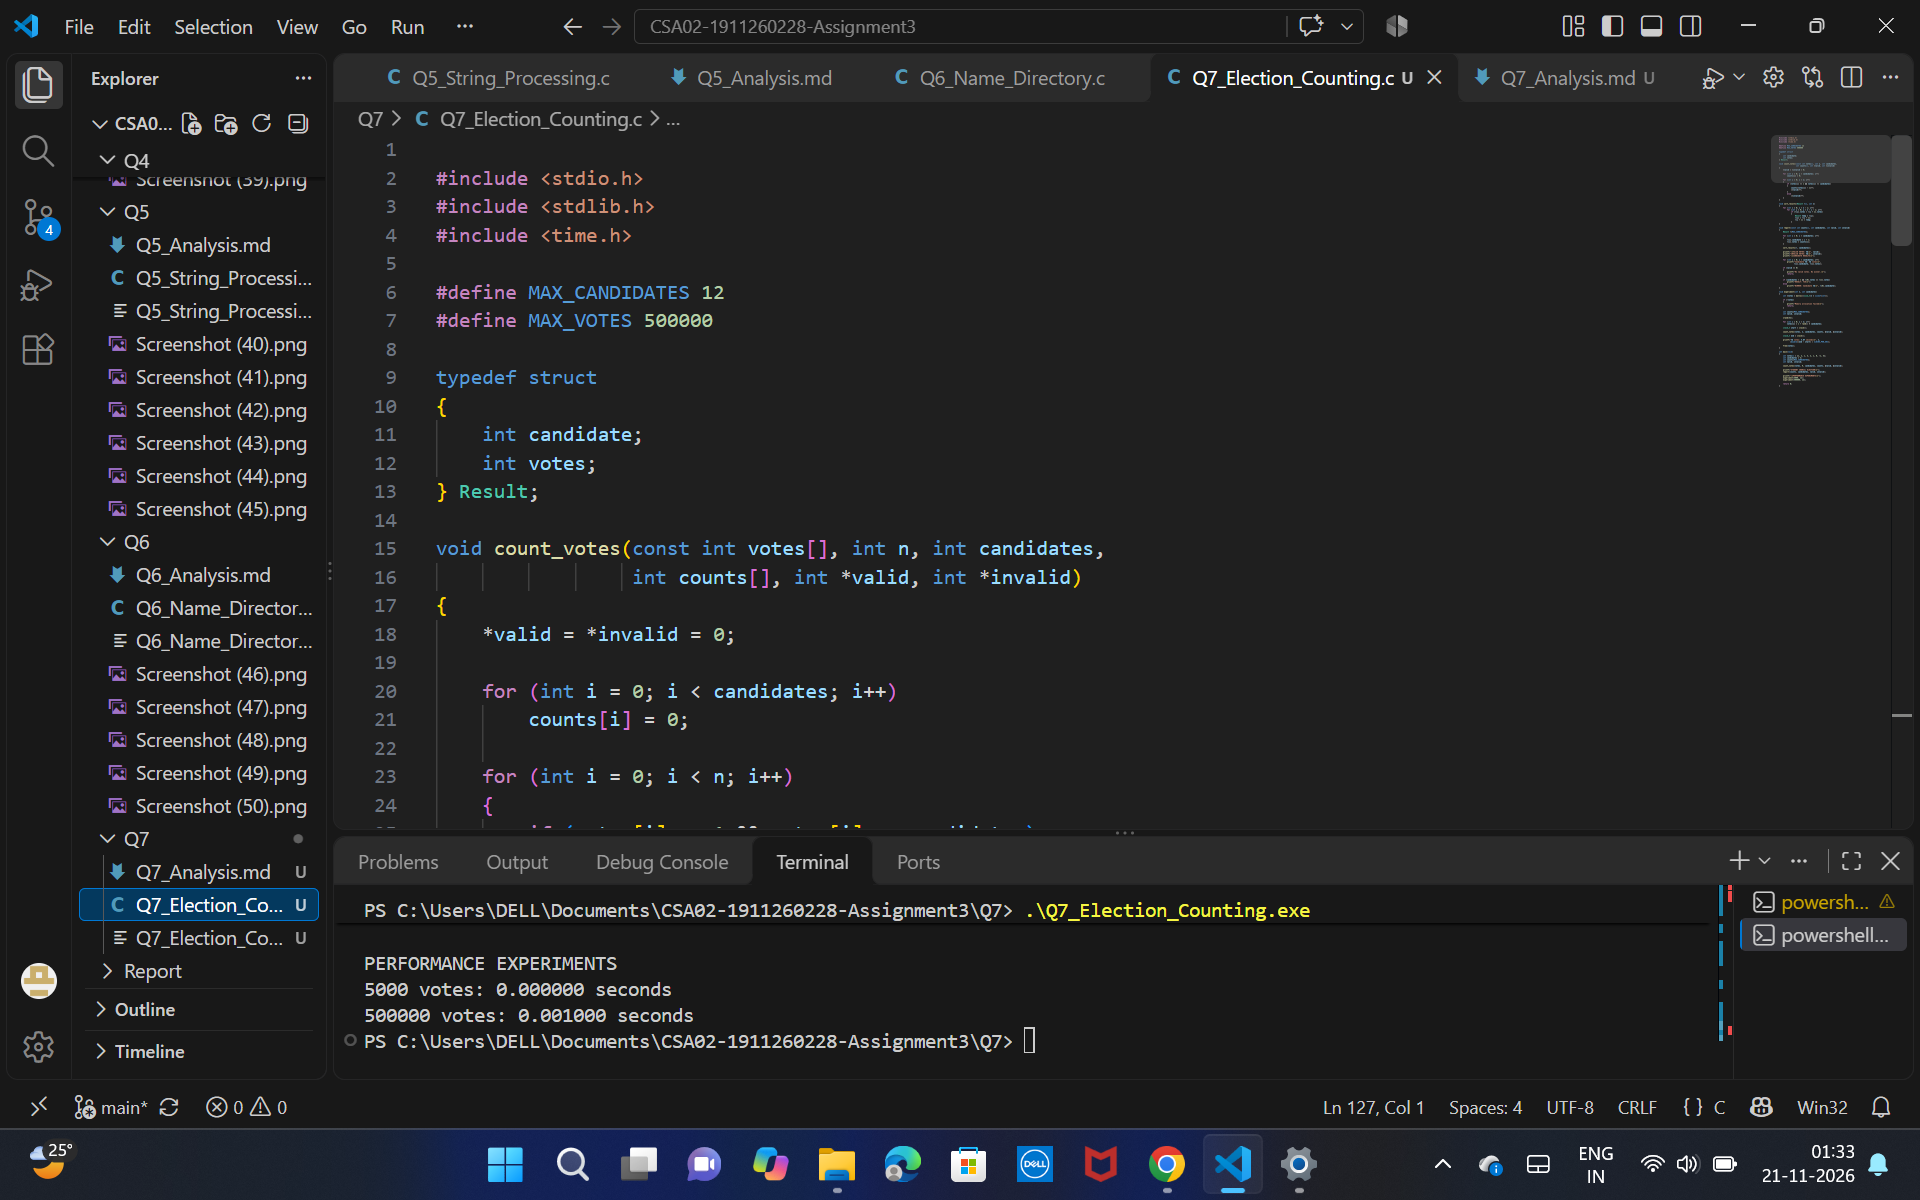 File Edit Selection View Go Run ···
CSA02-1911260228-Assignment3
Explorer
CSA0...
Q4
Screenshot (39).png
Q5
Q5_Analysis.md
C Q5_String_Processi...
Q5_String_Processi...
Screenshot (40).png
Screenshot (41).png
Screenshot (42).png
Screenshot (43).png
Screenshot (44).png
Screenshot (45).png
Q6
Q6_Analysis.md
C Q6_Name_Director...
Q6_Name_Director...
Screenshot (46).png
Screenshot (47).png
Screenshot (48).png
Screenshot (49).png
Screenshot (50).png
Q7
Q7_Analysis.md U
C Q7_Election_Co... U
Q7_Election_Co... U
Report
Outline
Timeline
4
C Q5_String_Processing.c Q5_Analysis.md C Q6_Name_Directory.c C Q7_Election_Counting.c U Q7_Analysis.md U
Q7 > C Q7_Election_Counting.c > ...
1
2 #include <stdio.h>
3 #include <stdlib.h>
4 #include <time.h>
5
6 #define MAX_CANDIDATES 12
7 #define MAX_VOTES 500000
8
9 typedef struct
10 {
11 int candidate;
12 int votes;
13 } Result;
14
15 void count_votes(const int votes[], int n, int candidates,
16 int counts[], int *valid, int *invalid)
17 {
18 *valid = *invalid = 0;
19
20 for (int i = 0; i < candidates; i++)
21 counts[i] = 0;
22
23 for (int i = 0; i < n; i++)
24 {
Problems Output Debug Console Terminal Ports
PS C:\Users\DELL\Documents\CSA02-1911260228-Assignment3\Q7> .\Q7_Election_Counting.exe
PERFORMANCE EXPERIMENTS
5000 votes: 0.000000 seconds
500000 votes: 0.001000 seconds
PS C:\Users\DELL\Documents\CSA02-1911260228-Assignment3\Q7>
powersh...
powershell...
main* 0 0
Ln 127, Col 1 Spaces: 4 UTF-8 CRLF {} C Win32
25°
DELL
ENG
IN
01:33
21-11-2026